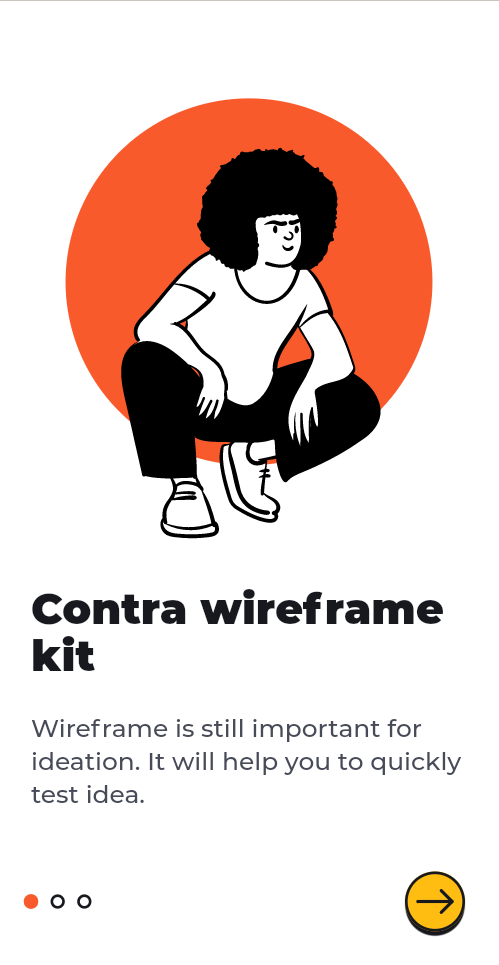 Contra wireframe
kit
Wireframe is still important for
ideation. It will help you to quickly
test idea.